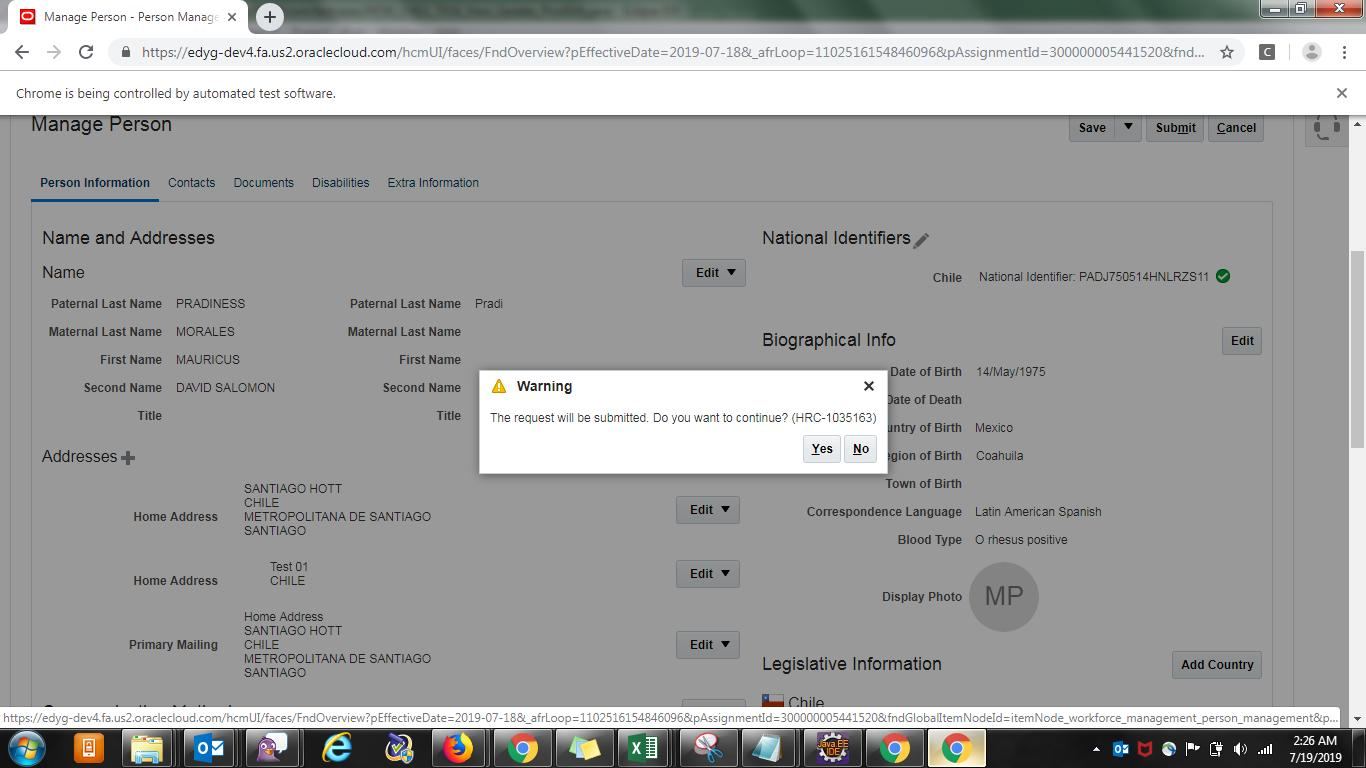 Manage Person - Person Manage
https://edyg-dev4.fa.us2.oraclecloud.com/hcmUI/faces/FndOverview?pEffectiveDate=2019-07-18&_afrLoop=1102516154846096&pAssignmentId=300000005441520&fnd...
C
Chrome is being controlled by automated test software.
Manage Person
Save Submit Cancel
Person Information Contacts Documents Disabilities Extra Information
Name and Addresses
Name
Edit
Paternal Last Name PRADINESS Paternal Last Name Pradi
Maternal Last Name MORALES Maternal Last Name
First Name MAURICUS First Name
Second Name DAVID SALOMON Second Name
Title Title
Addresses
Home Address
SANTIAGO HOTT
CHILE
METROPOLITANA DE SANTIAGO
SANTIAGO
Edit
Home Address
Test 01
CHILE
Edit
Primary Mailing
Home Address
SANTIAGO HOTT
CHILE
METROPOLITANA DE SANTIAGO
SANTIAGO
Edit
National Identifiers
Chile National Identifier: PADJ750514HNLRZS11
Biographical Info
Edit
Date of Birth 14/May/1975
Date of Death
untry of Birth Mexico
egion of Birth Coahuila
Town of Birth
Correspondence Language Latin American Spanish
Blood Type O rhesus positive
Display Photo MP
Legislative Information
Add Country
Chile
Warning
The request will be submitted. Do you want to continue? (HRC-1035163)
Yes No
https://edyg-dev4.fa.us2.oraclecloud.com/hcmUI/faces/FndOverview?pEffectiveDate=2019-07-18&_afrLoop=1102516154846096&pAssignmentId=300000005441520&fndGlobalItemNodeId=itemNode_workforce_management_person_management&p...
Java EE
IDE
2:26 AM
7/19/2019